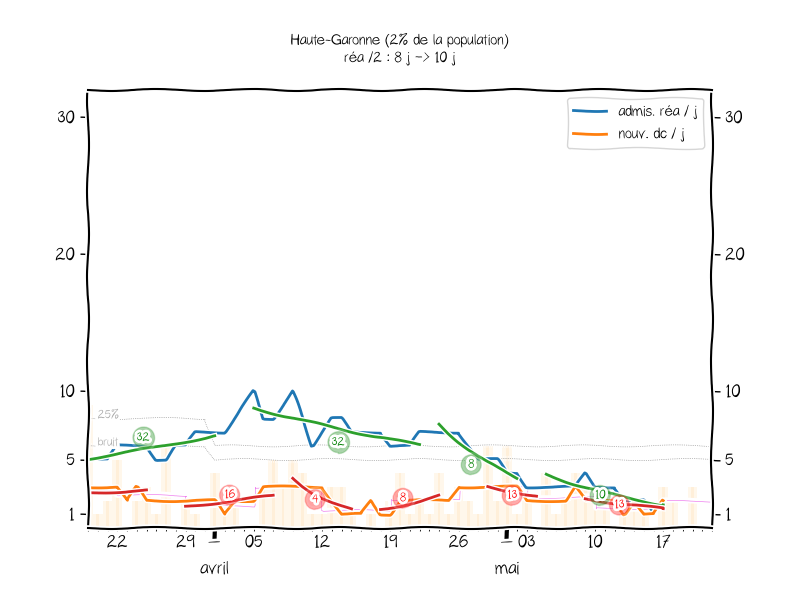 Haute-Garonne (2% de la population)
réa /2 : 8 j -> 10 j
admis. réa / j
nouv. dc / j
30
30
20
20
10
10
25%
bruit
5
5
1
1
32
32
8
10
16
4
8
13
13
22 29 05 12 19 26 03 10 17
avril mai